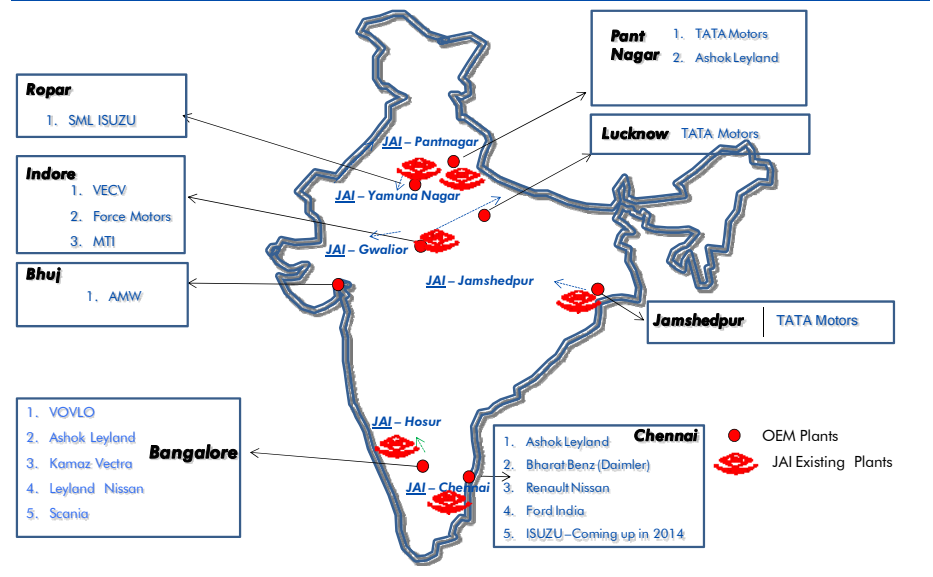 Pant
Nagar
1. TATA Motors
2. Ashok Leyland
Ropar
1. SML ISUZU
Lucknow TATA Motors
JAI – Pantnagar
Indore
1. VECV
2. Force Motors
3. MTI
JAI – Yamuna Nagar
JAI – Gwalior
Bhuj
1. AMW
JAI – Jamshedpur
Jamshedpur TATA Motors
1. VOVLO
2. Ashok Leyland
3. Kamaz Vectra
4. Leyland Nissan
5. Scania
Bangalore
JAI – Hosur
JAI – Chennai
Chennai
1. Ashok Leyland
2. Bharat Benz (Daimler)
3. Renault Nissan
4. Ford India
5. ISUZU –Coming up in 2014
OEM Plants
JAI Existing Plants